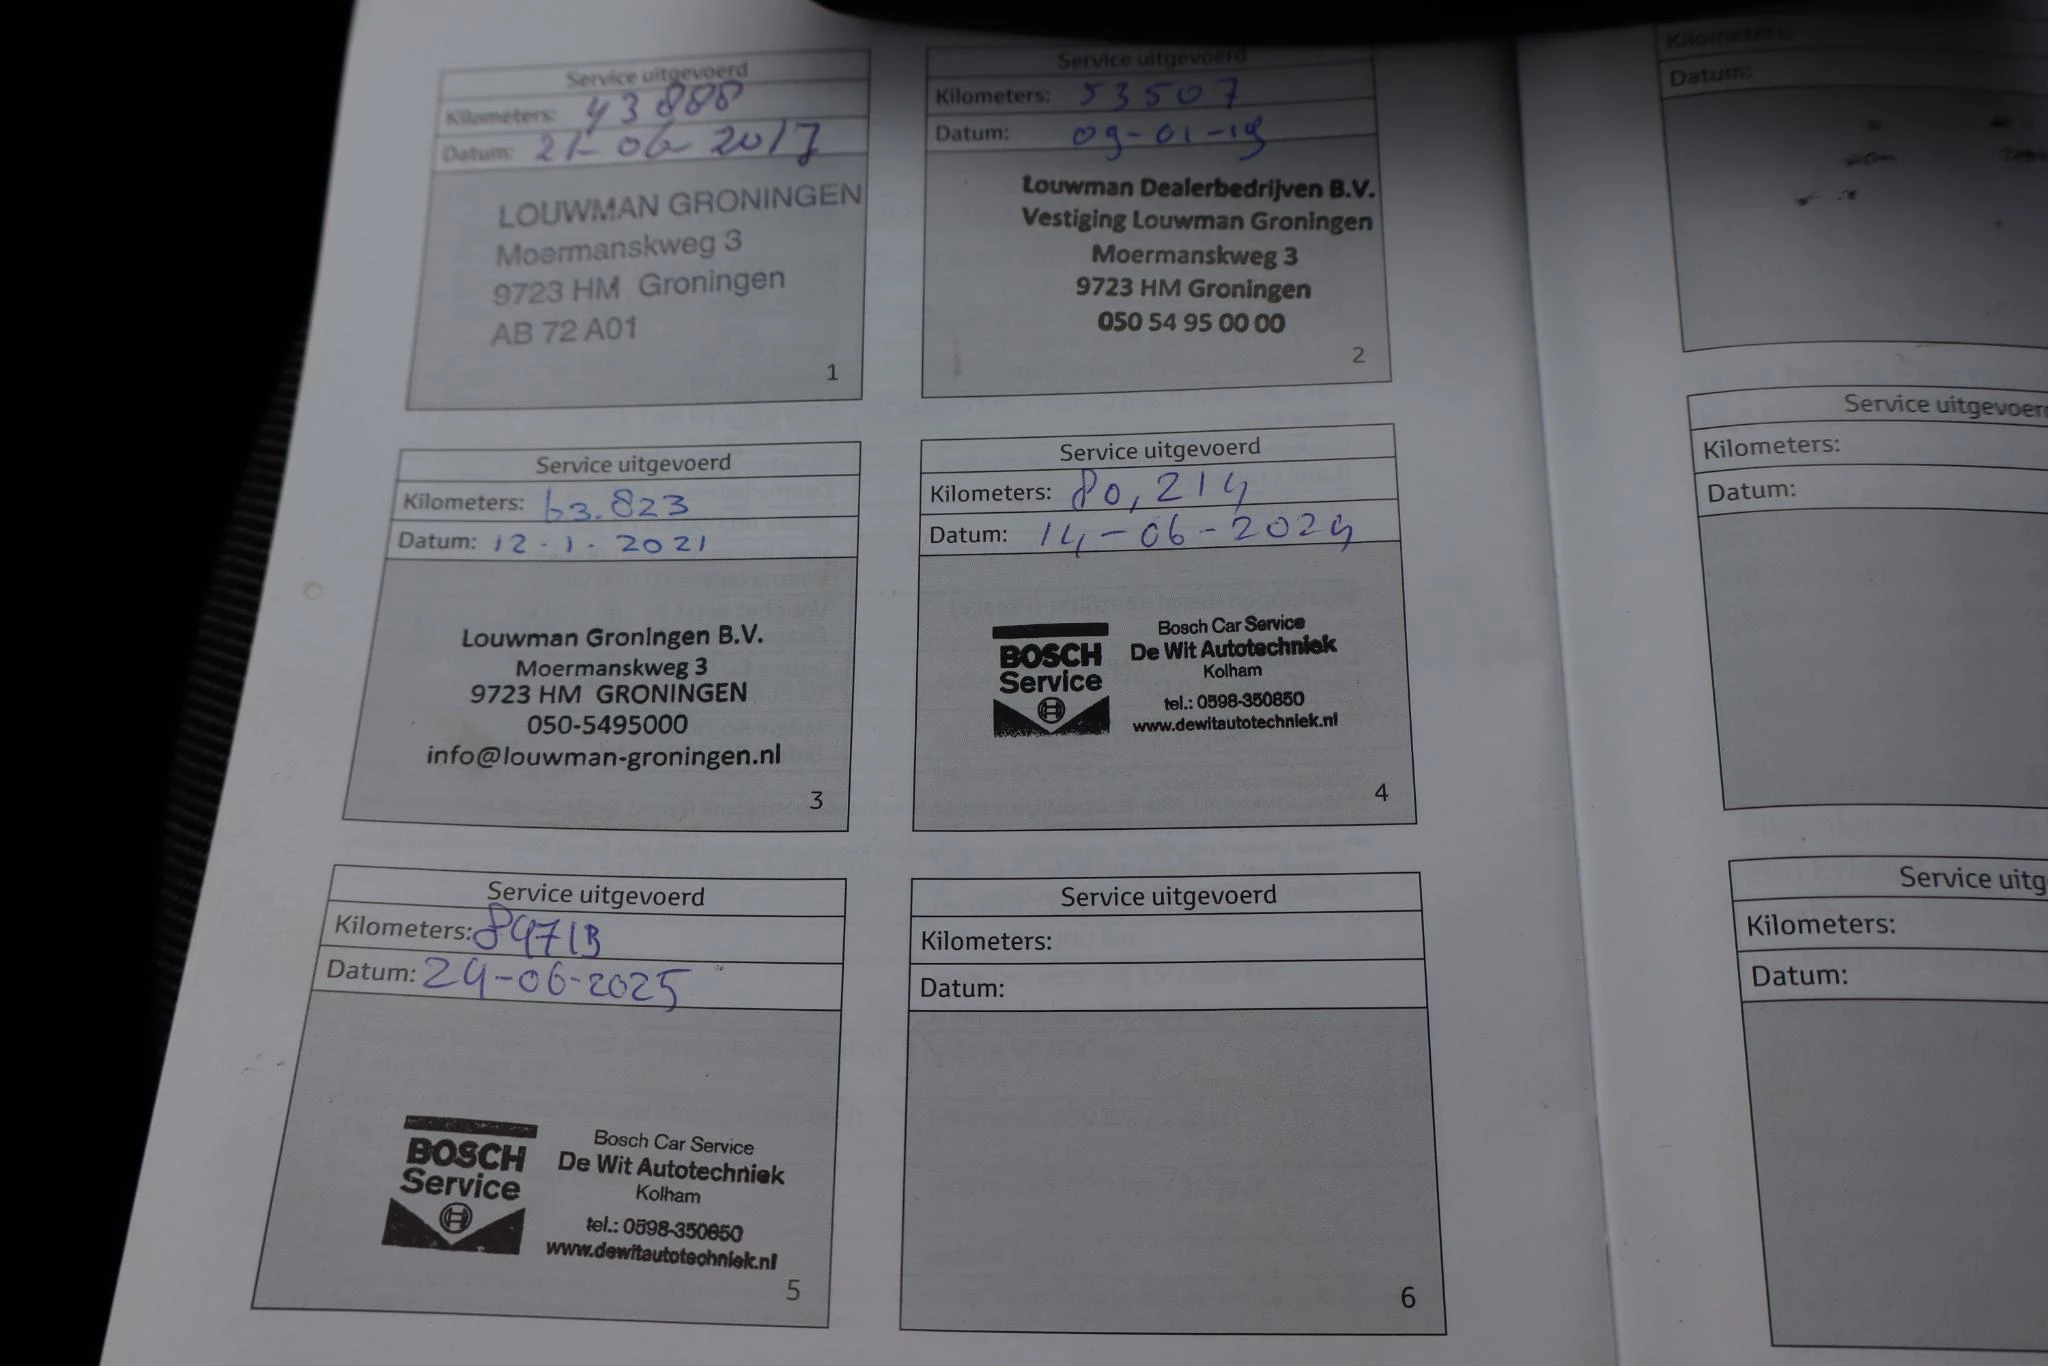 Service uitgevoerd
Kilometers: 43888
Datum: 21-06-2017
LOUWMAN GRONINGEN
Moermanskweg 3
9723 HM Groningen
AB 72 A01
1
Service uitgevoerd
Kilometers: 53507
Datum: 09-01-19
Louwman Dealerbedrijven B.V.
Vestiging Louwman Groningen
Moermanskweg 3
9723 HM Groningen
050 54 95 00 00
2
Service uitgevoerd
Kilometers: 63.823
Datum: 12-1-2021
Louwman Groningen B.V.
Moermanskweg 3
9723 HM GRONINGEN
050-5495000
info@louwman-groningen.nl
3
Service uitgevoerd
Kilometers: 80,214
Datum: 14-06-2024
BOSCH
Service
Bosch Car Service
De Wit Autotechniek
Kolham
tel.: 0598-350850
www.dewitautotechniek.nl
4
Service uitgevoerd
Kilometers:
Datum: 24-06-2025
BOSCH
Service
Bosch Car Service
De Wit Autotechniek
Kolham
tel.: 0598-350850
www.dewitautotechniek.nl
5
Service uitgevoerd
Kilometers:
Datum:
6
Kilometers:
Datum:
Service uitgevoer
Kilometers:
Datum:
Service uitg
Kilometers:
Datum: